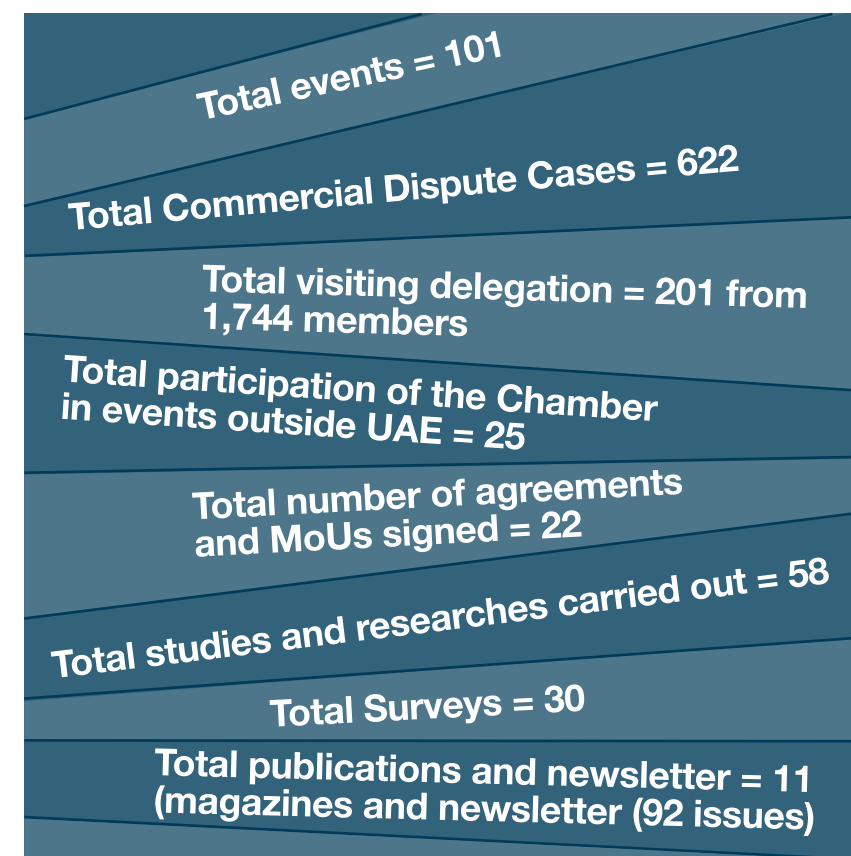 Total events = 101
Total Commercial Dispute Cases = 622
Total visiting delegation = 201 from
1,744 members
Total participation of the Chamber
in events outside UAE = 25
Total number of agreements
and MoUs signed = 22
Total studies and researches carried out = 58
Total Surveys = 30
Total publications and newsletter = 11
(magazines and newsletter (92 issues)